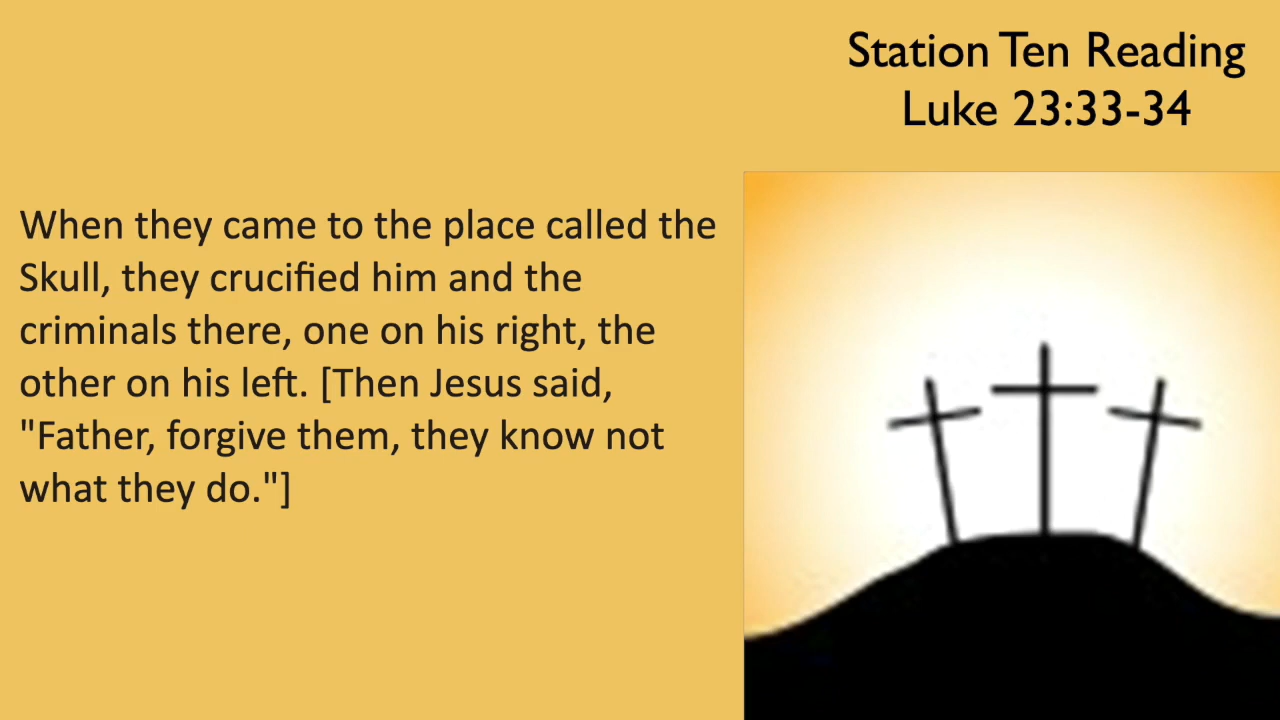 Station Ten Reading
Luke 23:33-34
When they came to the place called the
Skull, they crucified him and the
criminals there, one on his right, the
other on his left. [Then Jesus said,
"Father, forgive them, they know not
what they do."]